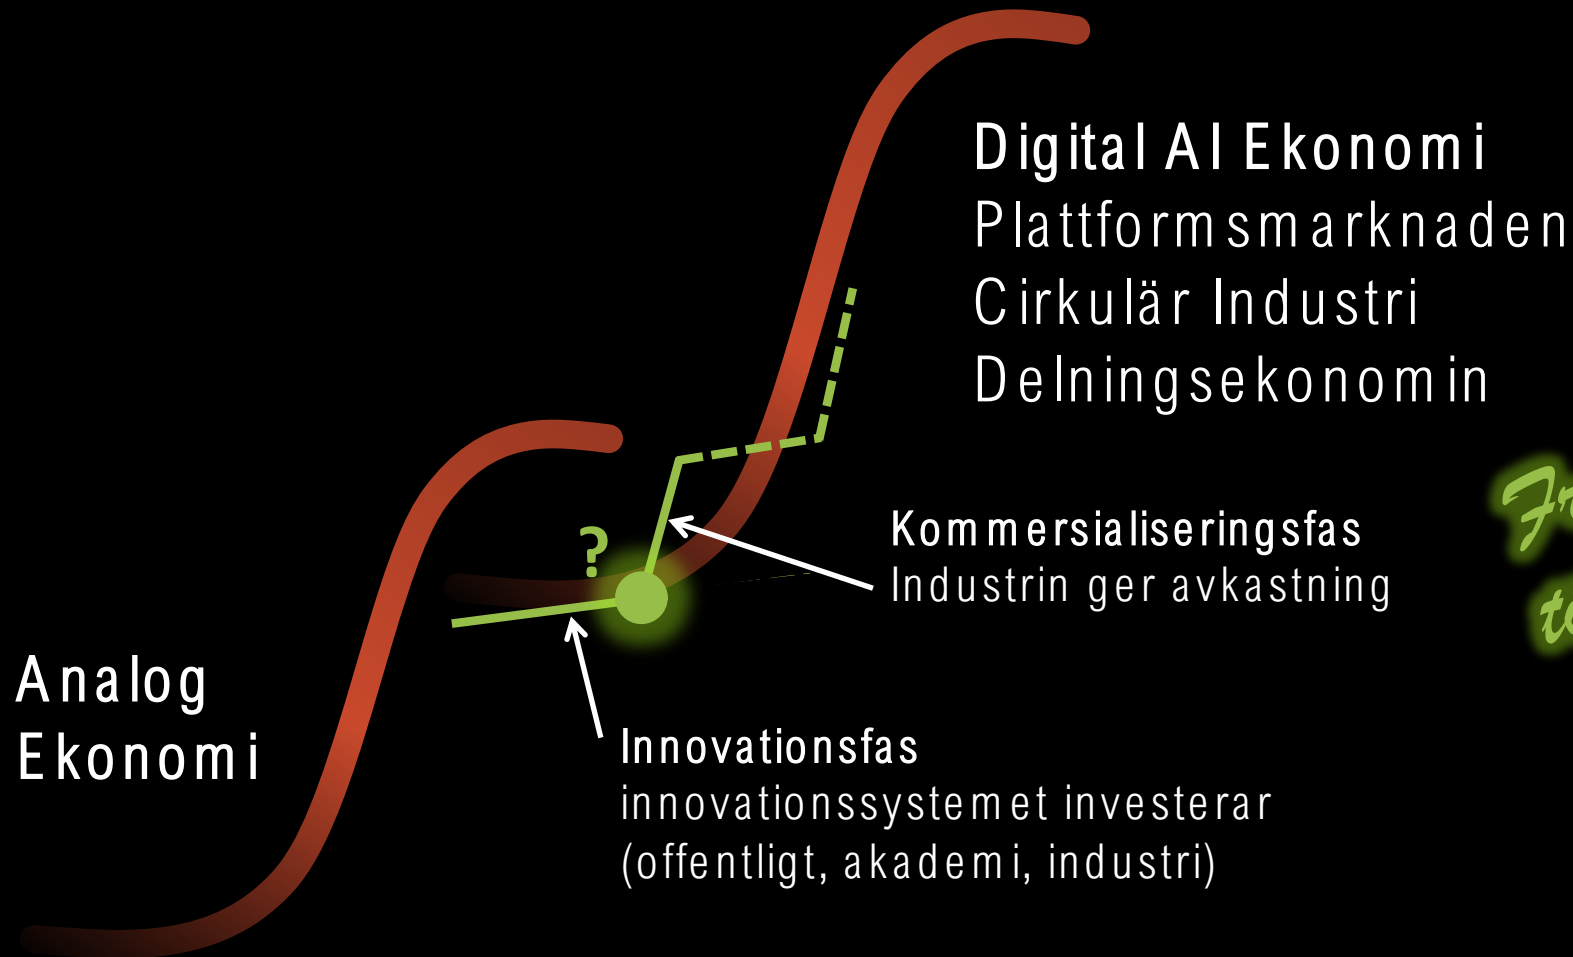 Digital AI Ekonomi
Plattformsmarknaden
Cirkulär Industri
Delningsekonomin
?
Kommersialiseringsfas
Industrin ger avkastning
Analog
Ekonomi
Innovationsfas
innovationssystemet investerar
(offentligt, akademi, industri)